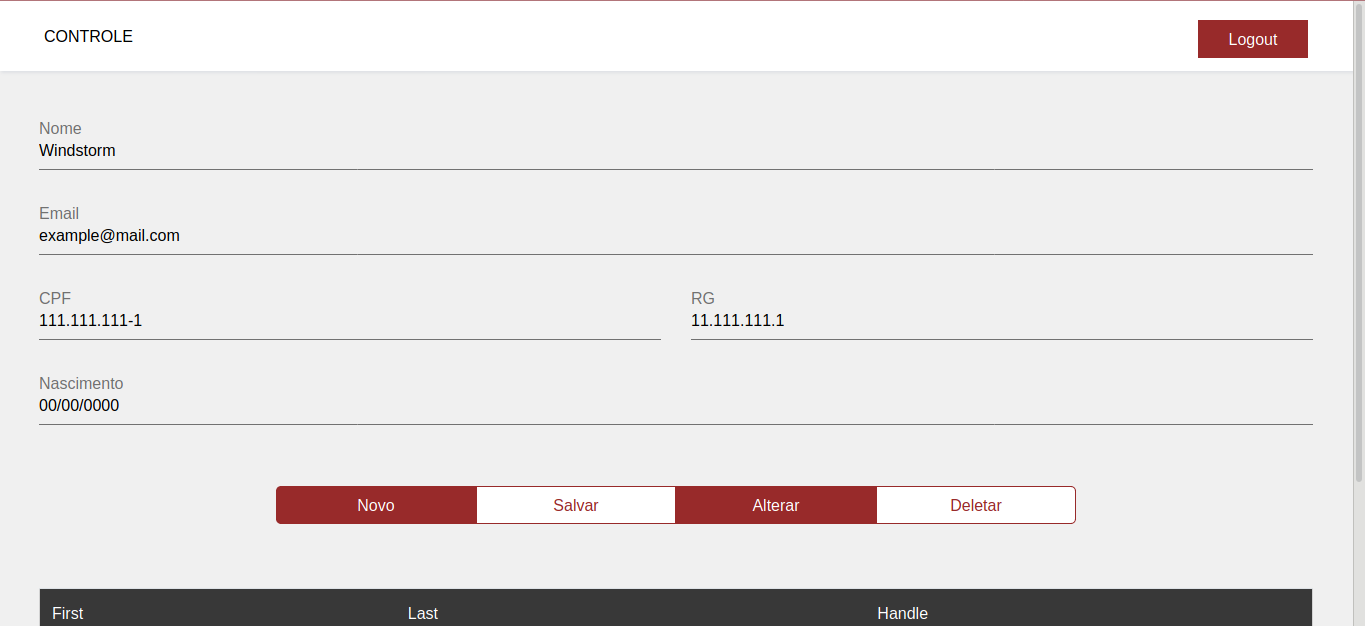 CONTROLE
Logout
Nome
Windstorm
Email
example@mail.com
CPF
RG
111.111.111-1
11.111.111.1
Nascimento
00/00/0000
Novo Salvar Alterar Deletar
First Last Handle